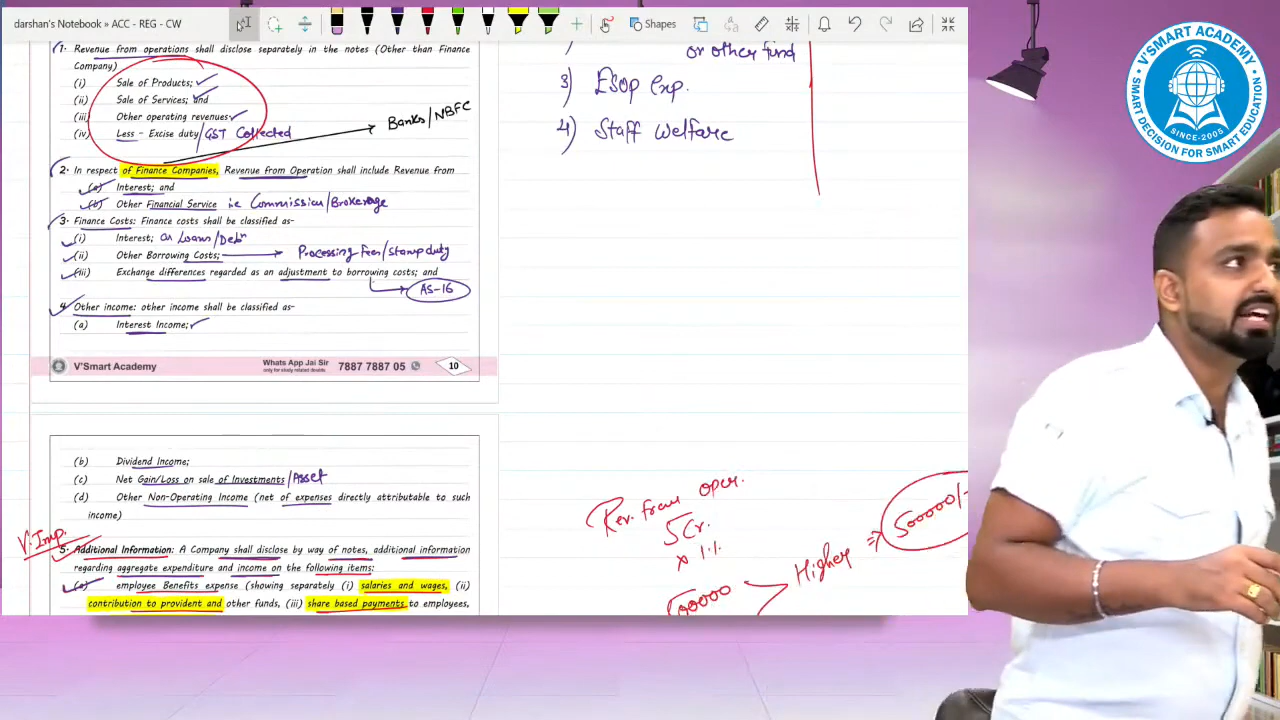 darshan's Notebook » ACC - REG - CW
Shapes
1. Revenue from operations shall disclose separately in the notes (Other than Finance
Company)
(i) Sale of Products;
(ii) Sale of Services; and
(iii) Other operating revenues
(iv) Less - Excise duty/GST Collected
Banks/NBFC
2. In respect of Finance Companies, Revenue from Operation shall include Revenue from
(a) Interest; and
(b) Other Financial Service i.e Commission/Brokerage
3. Finance Costs: Finance costs shall be classified as-
(i) Interest; on Loans/Debn
(ii) Other Borrowing Costs; Processing Fees/Stamp duty
(iii) Exchange differences regarded as an adjustment to borrowing costs; and
AS-16
4. Other income: other income shall be classified as-
(a) Interest Income;
V'Smart Academy
Whats App Jai Sir
only for study related doubts
7887 7887 05
10
(b) Dividend Income;
(c) Net Gain/Loss on sale of Investments/Asset
(d) Other Non-Operating Income (net of expenses directly attributable to such
income)
V.Imp.
5. Additional Information: A Company shall disclose by way of notes, additional information
regarding aggregate expenditure and income on the following items:
(a) employee Benefits expense (showing separately (i) salaries and wages, (ii)
contribution to provident and other funds, (iii) share based payments to employees,
or other fund
3) ESOP Exp.
4) Staff Welfare
Rev. from oper.
5Cr.
x 1%
500000
Higher
500000/-
V'SMART ACADEMY
SINCE-2005
SMART DECISION FOR SMART EDUCATION